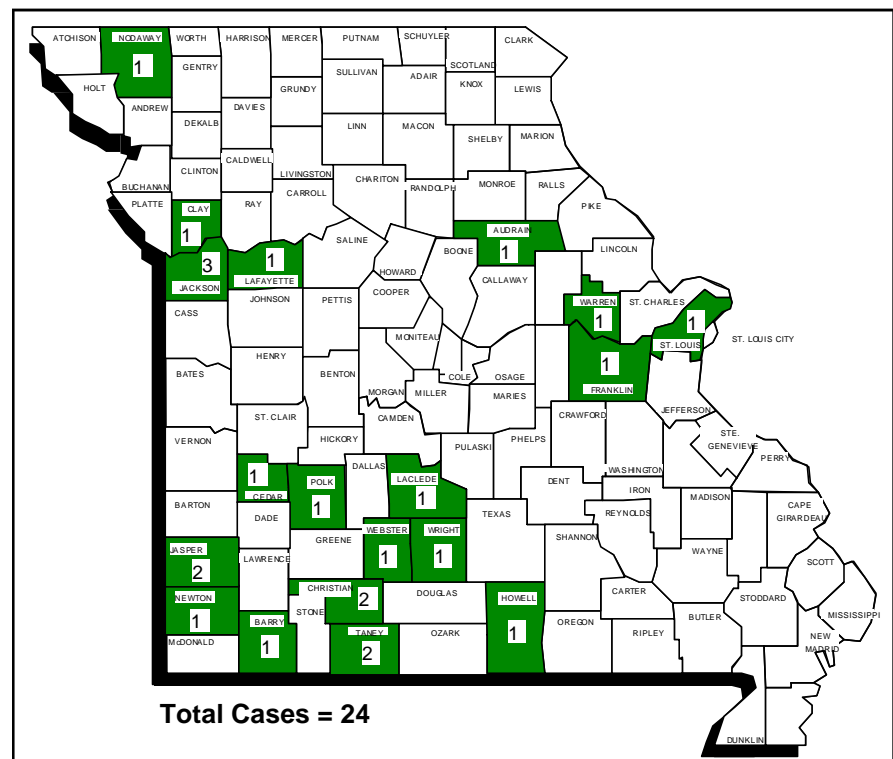 ATCHISON NODAWAY WORTH HARRISON MERCER PUTNAM SCHUYLER
SCOTLAND CLARK
1
GENTRY SULLIVAN ADAIR
HOLT GRUNDY KNOX LEWIS
ANDREW DAVIES
DEKALB LINN MACON SHELBY MARION
CALDWELL
CLINTON LIVINGSTON CHARITON
BUCHANAN CARROLL RANDOLPH MONROE RALLS
PLATTE CLAY RAY PIKE
1
SALINE AUDRAIN
1
BOONE LINCOLN
3 1
JACKSON LAFAYETTE HOWARD CALLAWAY
JOHNSON PETTIS COOPER WARREN ST. CHARLES
CASS 1 1
MONITEAU ST. LOUIS ST. LOUIS CITY
HENRY BENTON COLE OSAGE 1
BATES MORGAN MILLER MARIES FRANKLIN
ST. CLAIR CAMDEN CRAWFORD JEFFERSON
VERNON HICKORY PULASKI PHELPS STE.
GENEVIEVE
DALLAS PERRY
1 LACLEDE WASHINGTON
CEDAR POLK 1 DENT IRON
1 MADISON
BARTON DADE TEXAS REYNOLDS CAPE
GIRARDEAU
GREENE WEBSTER WRIGHT SHANNON
JASPER LAWRENCE 1 1 WAYNE SCOTT
2
CHRISTIAN DOUGLAS HOWELL CARTER STODDARD
NEWTON 2
1 STONE BUTLER MISSISSIPPI
BARRY TANEY OZARK 1 OREGON RIPLEY NEW
MADRID
McDONALD 1 2
Total Cases = 24
DUNKLIN